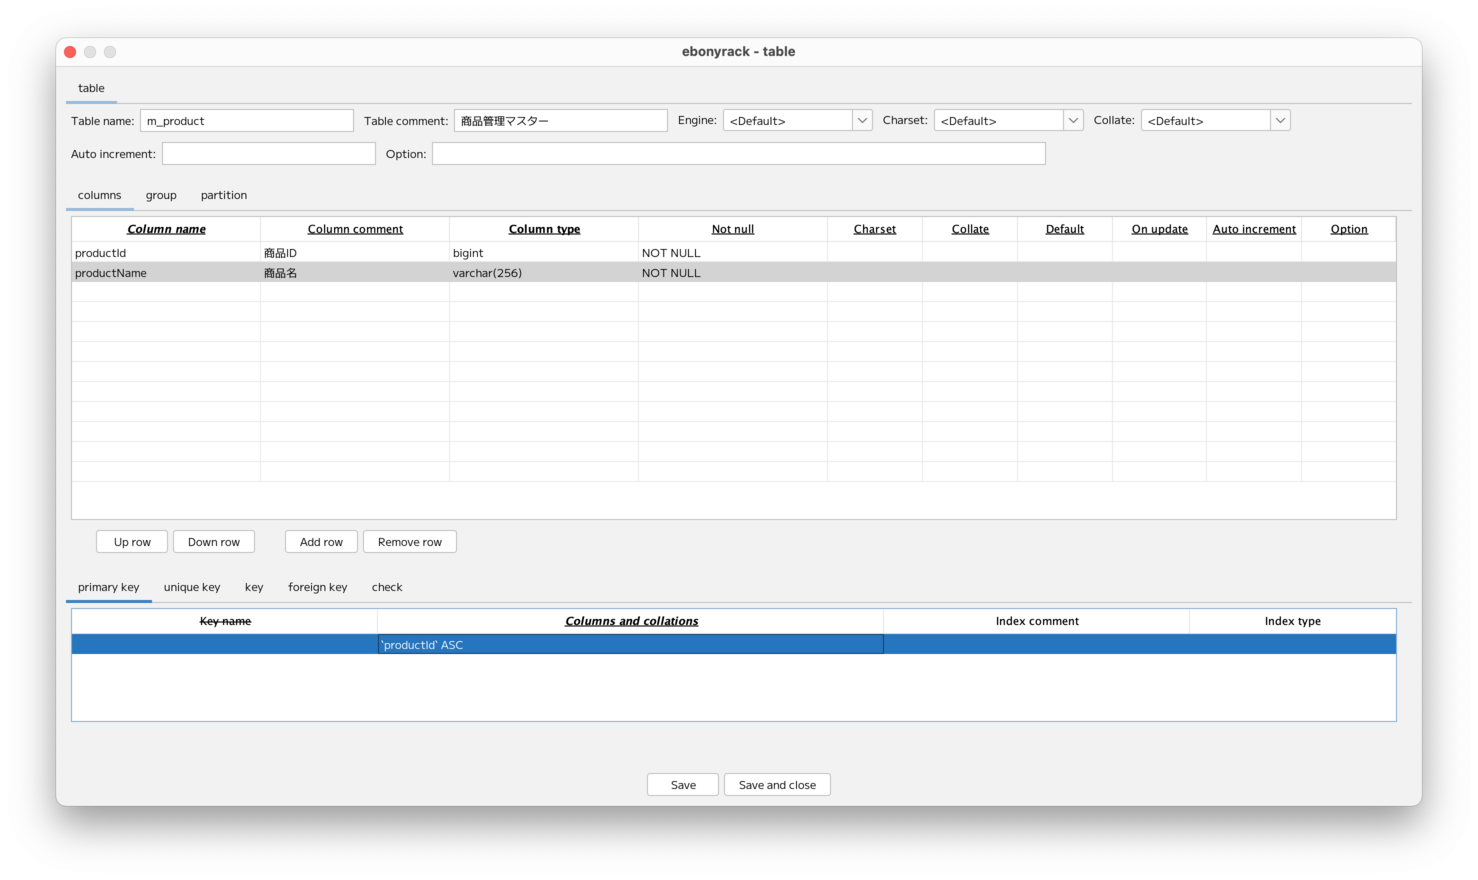 ebonyrack - table
table
Table name: m_product Table comment: 商品管理マスター Engine: <Default> Charset: <Default> Collate: <Default>
Auto increment: Option:
columns group partition
Column name Column comment Column type Not null Charset Collate Default On update Auto increment Option
productId 商品ID bigint NOT NULL
productName 商品名 varchar(256) NOT NULL
Up row Down row Add row Remove row
primary key unique key key foreign key check
Key name Columns and collations Index comment Index type
`productId` ASC
Save Save and close